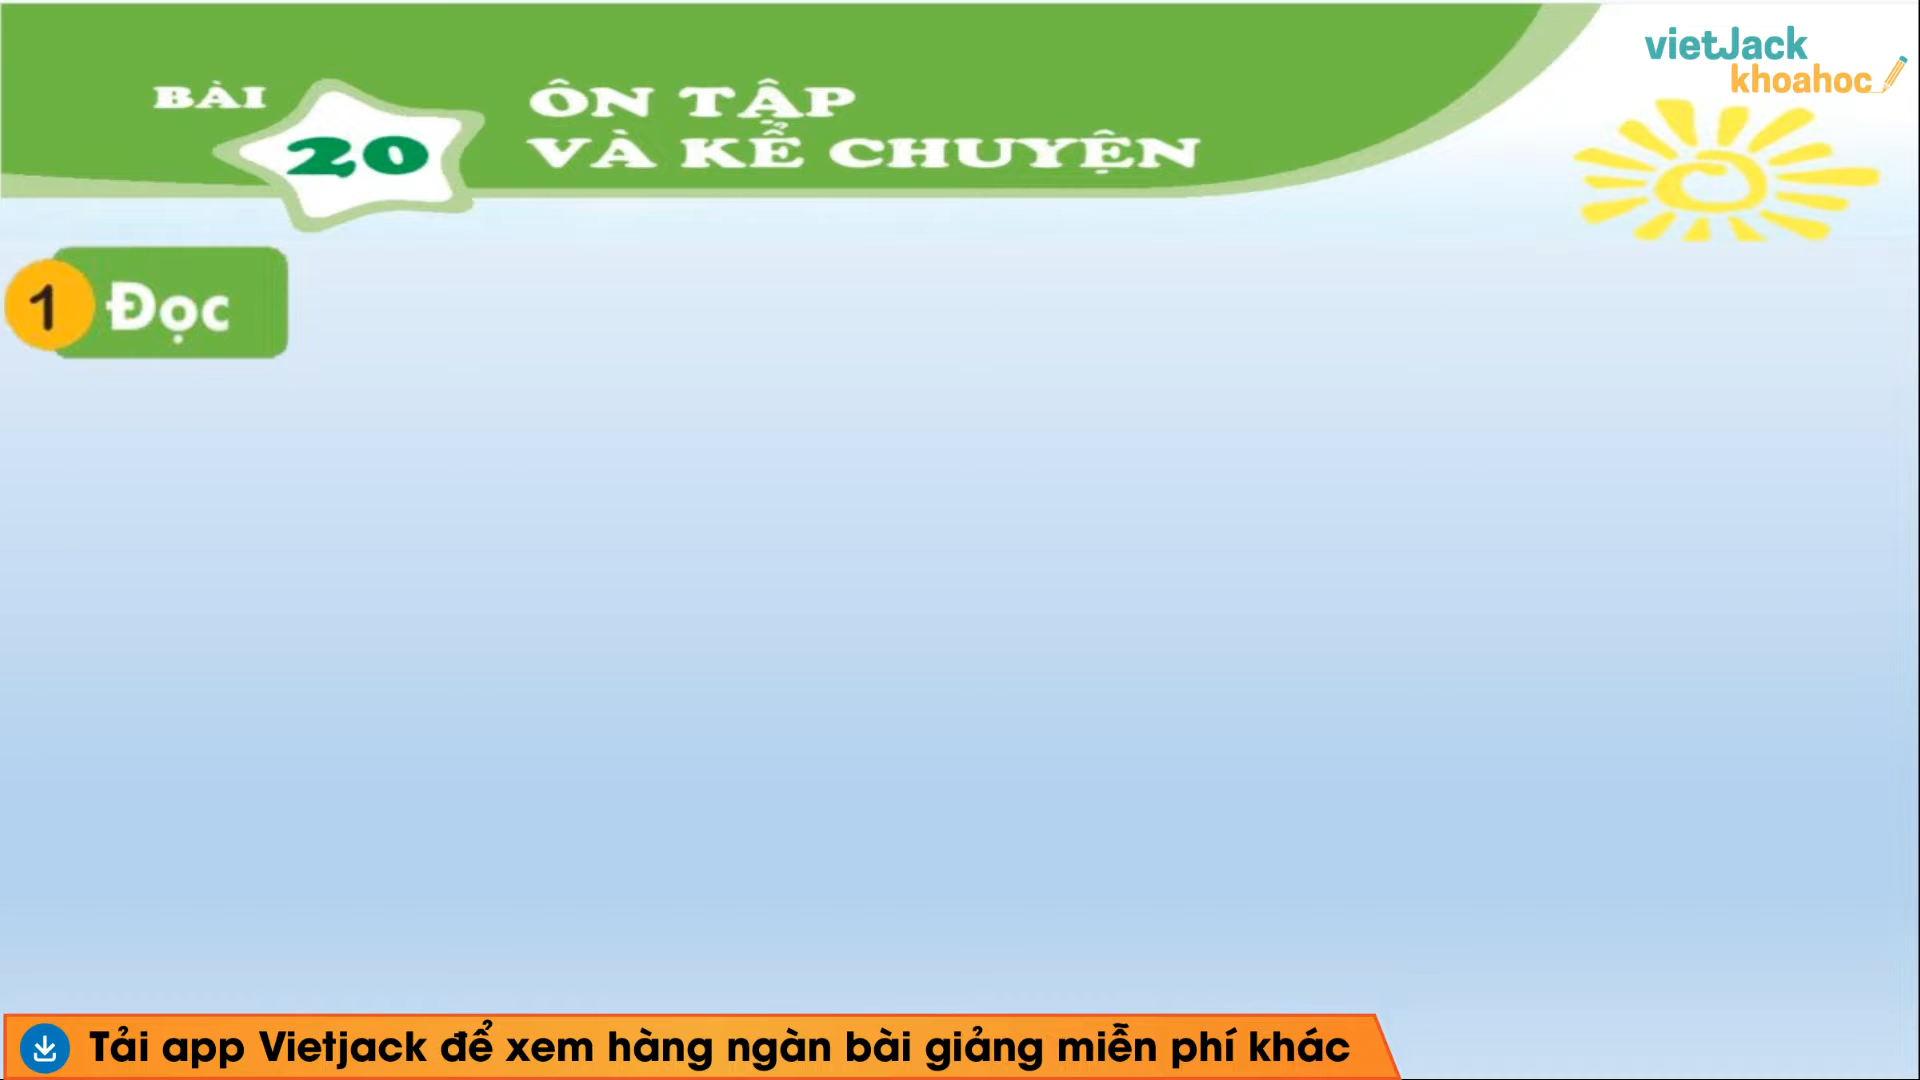 vietJack
khoahoc
BÀI
20
ÔN TẬP
VÀ KỂ CHUYỆN
1 Đọc
Tải app Vietjack để xem hàng ngàn bài giảng miễn phí khác